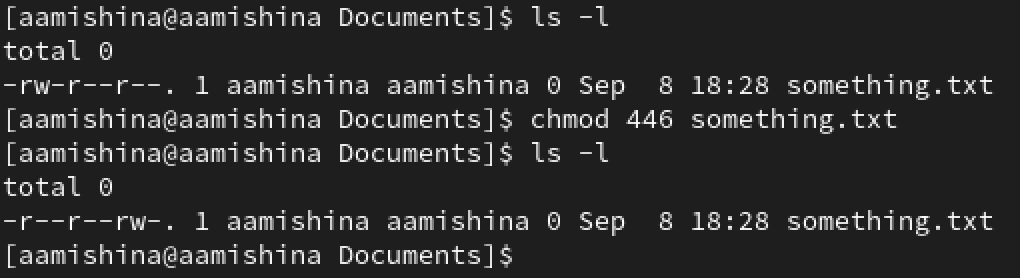 [aamishina@aamishina Documents]$ ls -l
total 0
-rw-r--r--. 1 aamishina aamishina 0 Sep  8 18:28 something.txt
[aamishina@aamishina Documents]$ chmod 446 something.txt
[aamishina@aamishina Documents]$ ls -l
total 0
-r--r--rw-. 1 aamishina aamishina 0 Sep  8 18:28 something.txt
[aamishina@aamishina Documents]$